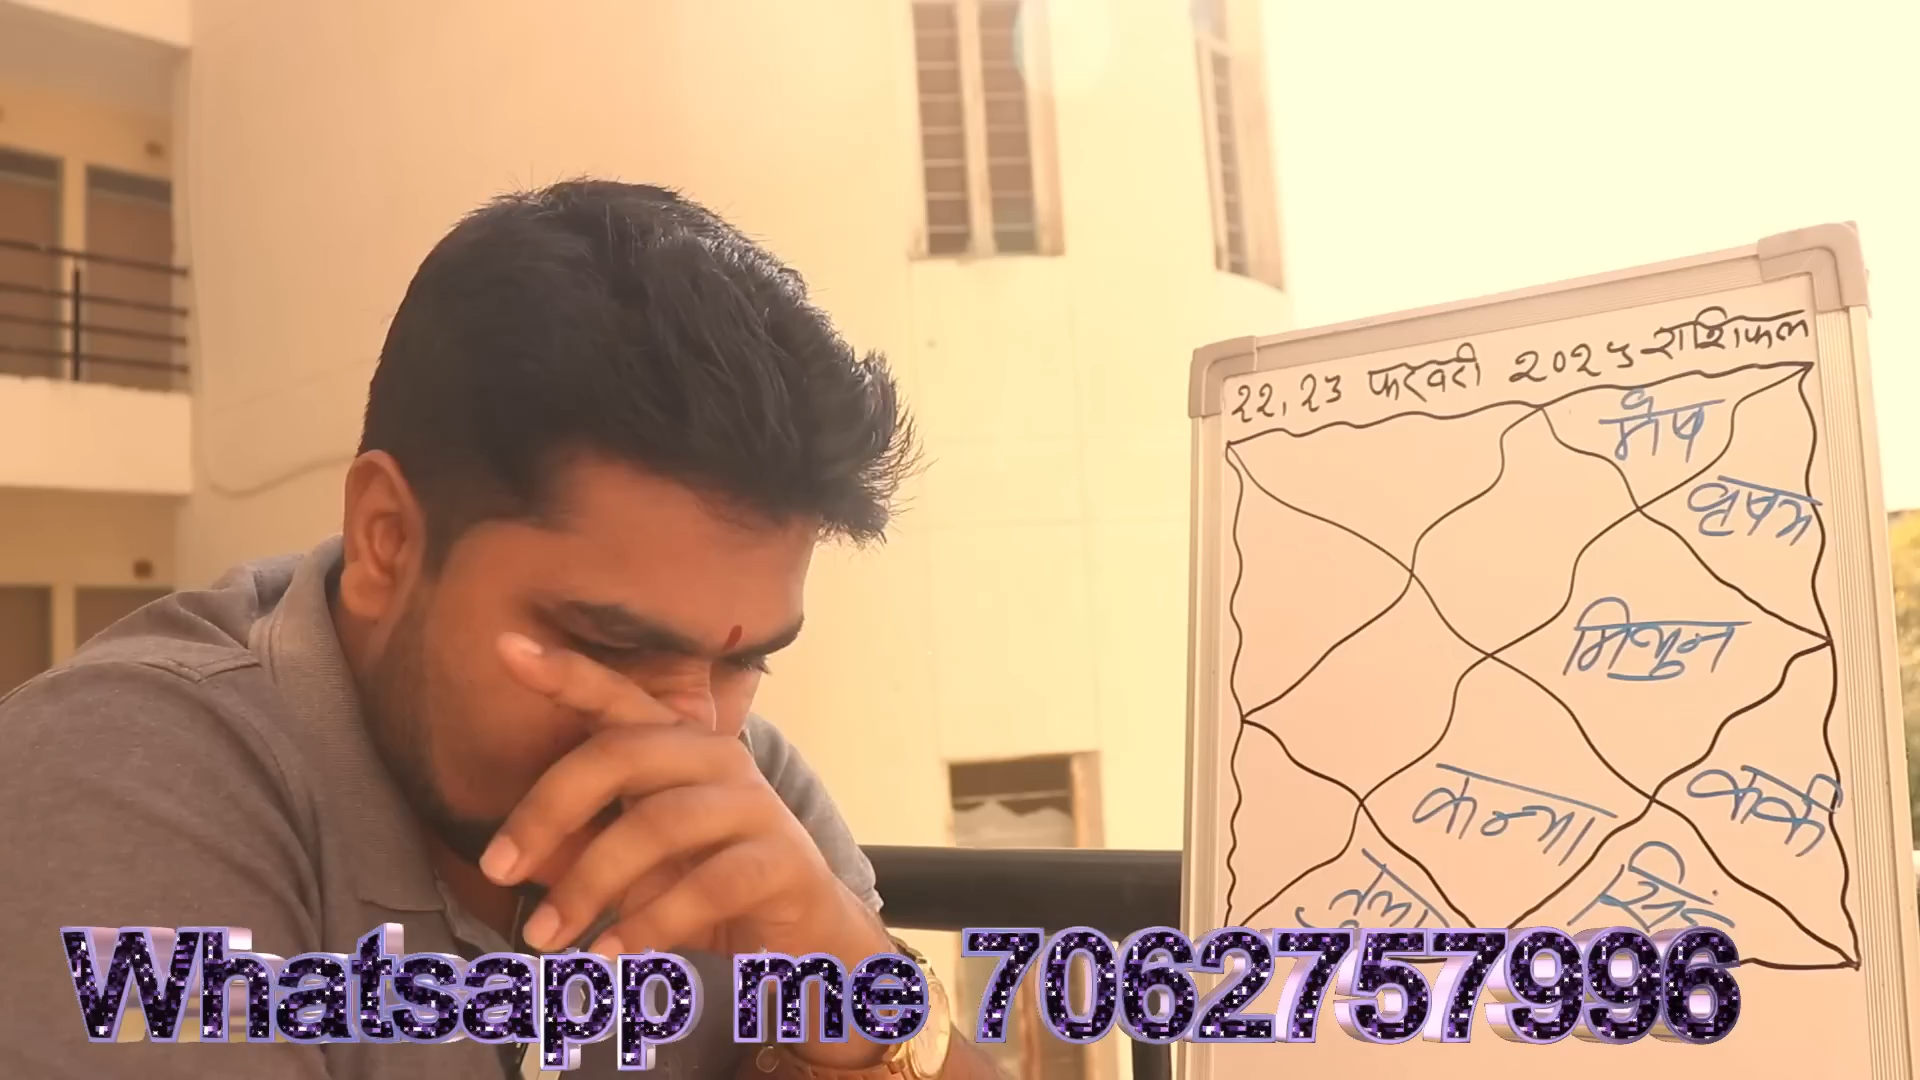 २२, २३ फरवरी २०२५ राशिफल
मेष
वृषभ
मिथुन
कर्क
कन्या
तुला
सिंह
Whatsapp me 7062757996